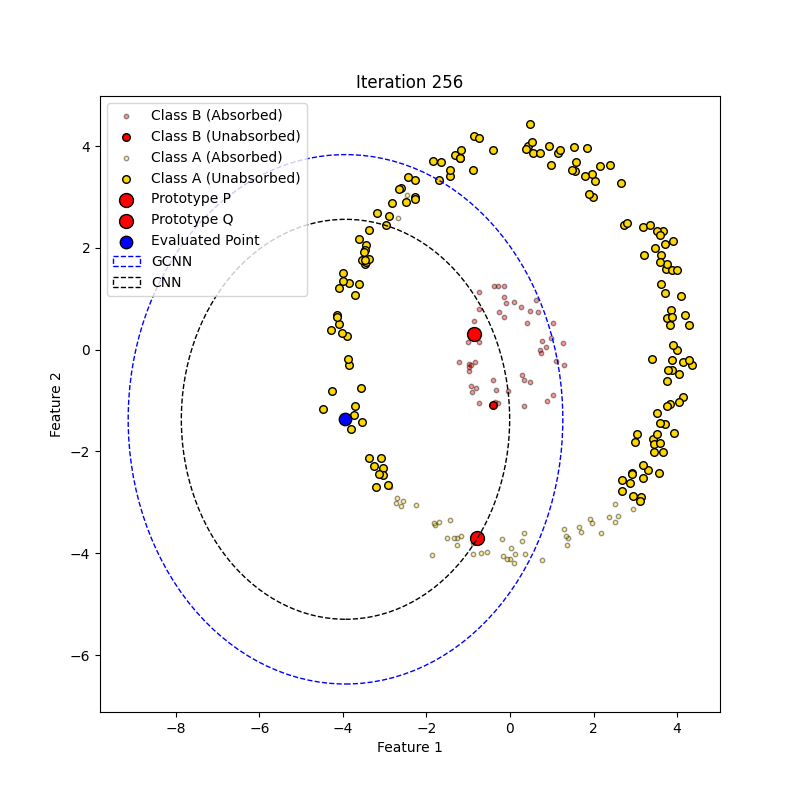 Iteration 256
Class B (Absorbed)
Class B (Unabsorbed)
Class A (Absorbed)
Class A (Unabsorbed)
Prototype P
Prototype Q
Evaluated Point
GCNN
CNN
Feature 2
4
2
0
−2
−4
−6
−8
−6
−4
−2
0
2
4
Feature 1